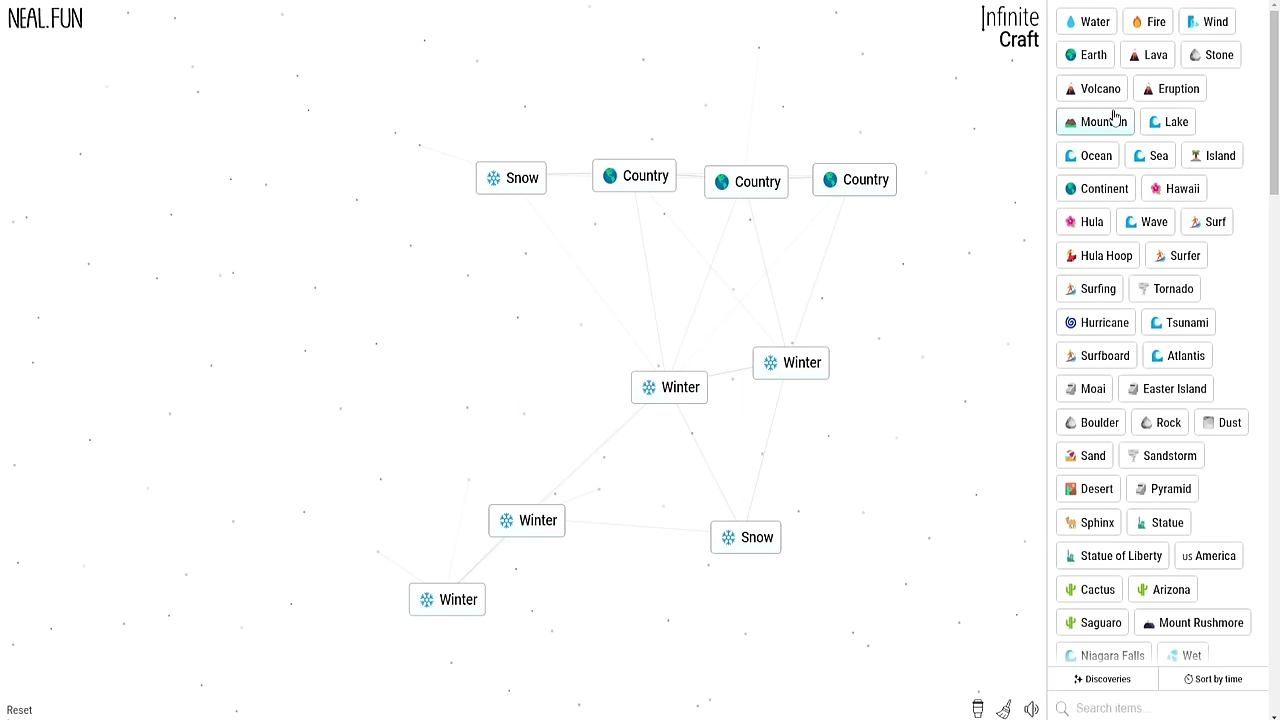 NEAL.FUN
Infinite
Craft
Snow
Country
Country
Country
Winter
Winter
Winter
Snow
Winter
Reset
Water Fire Wind
Earth Lava Stone
Volcano Eruption
Lake
Ocean Sea Island
Continent Hawaii
Hula Wave Surf
Hula Hoop Surfer
Surfing Tornado
Hurricane Tsunami
Surfboard Atlantis
Moai Easter Island
Boulder Rock Dust
Sand Sandstorm
Desert Pyramid
Sphinx Statue
Statue of Liberty US America
Cactus Arizona
Saguaro Mount Rushmore
Niagara Falls Wet
Discoveries Sort by time
Search items...